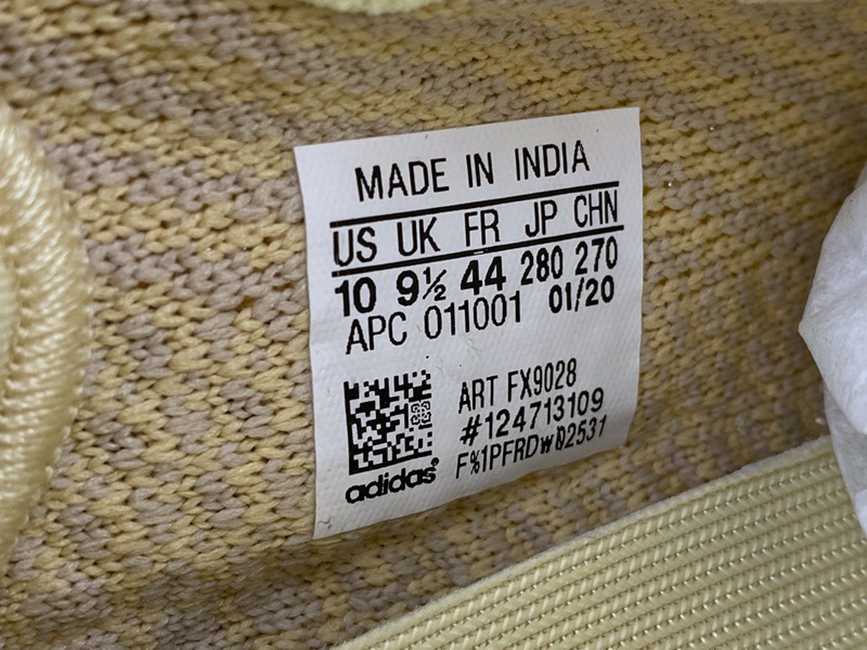 MADE IN INDIA
US UK FR JP CHN
10 9½ 44 280 270
APC 011001 01/20
ART FX9028
#124713109
F%1PFRDW02531
adidas